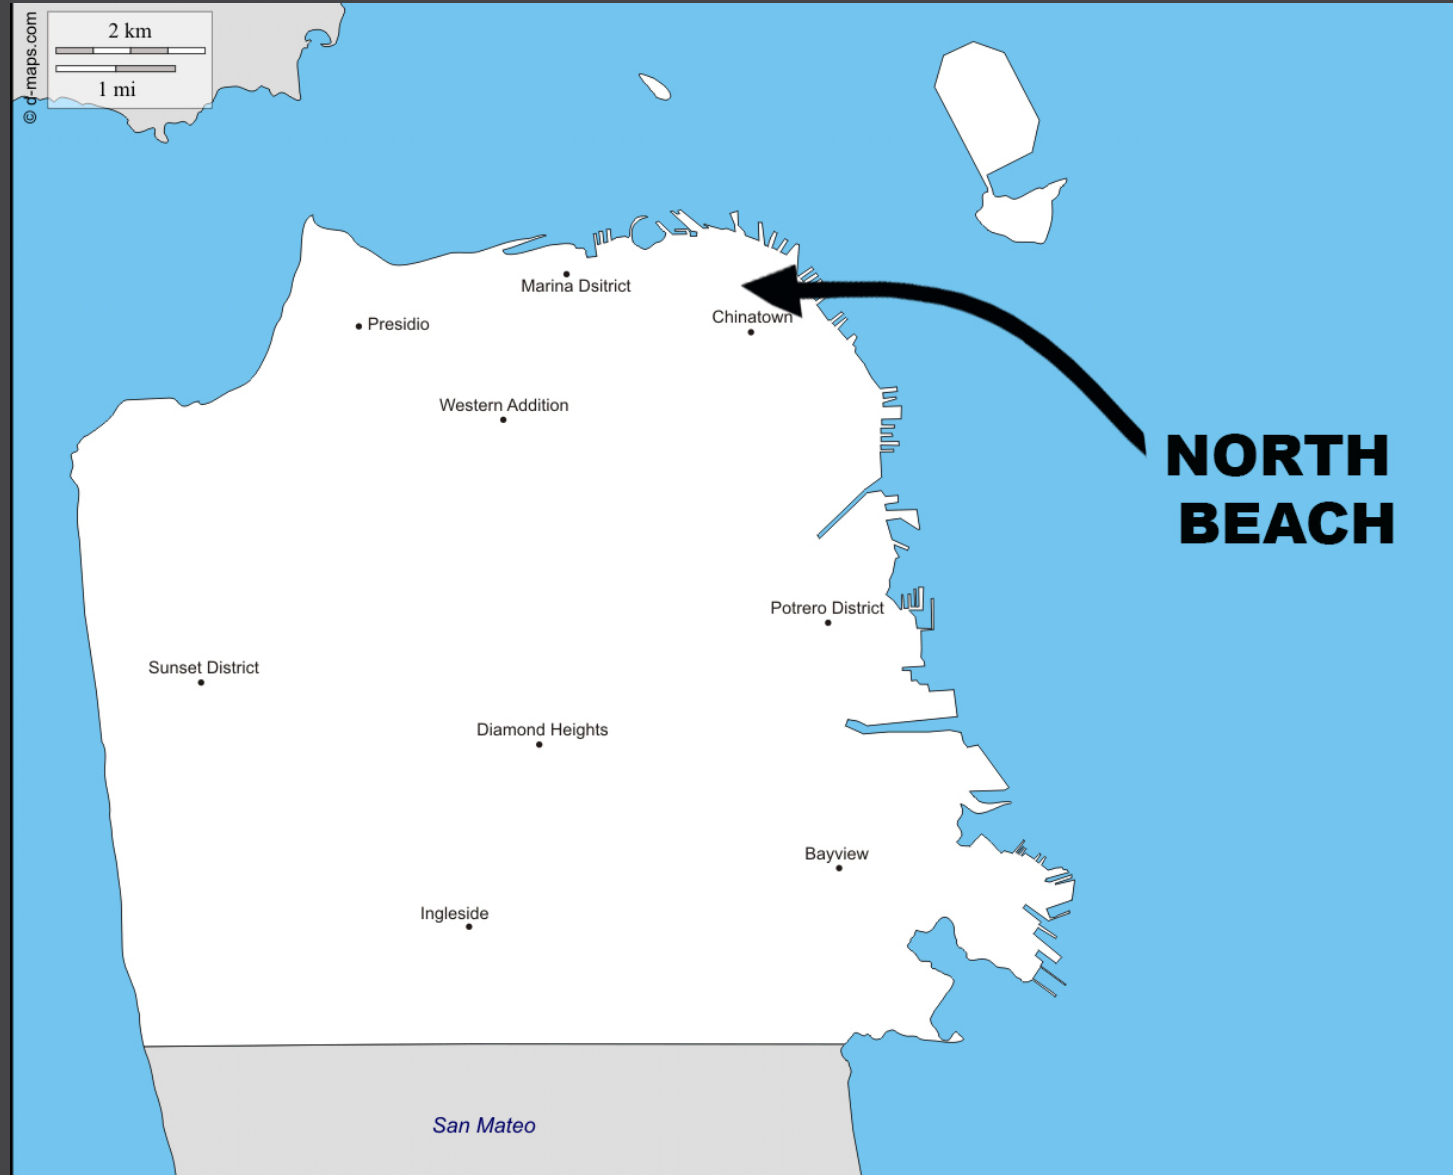 © d-maps.com
2 km
1 mi
Marina Dsitrict
Presidio
Chinatown
Western Addition
NORTH
BEACH
Potrero District
Sunset District
Diamond Heights
Bayview
Ingleside
San Mateo